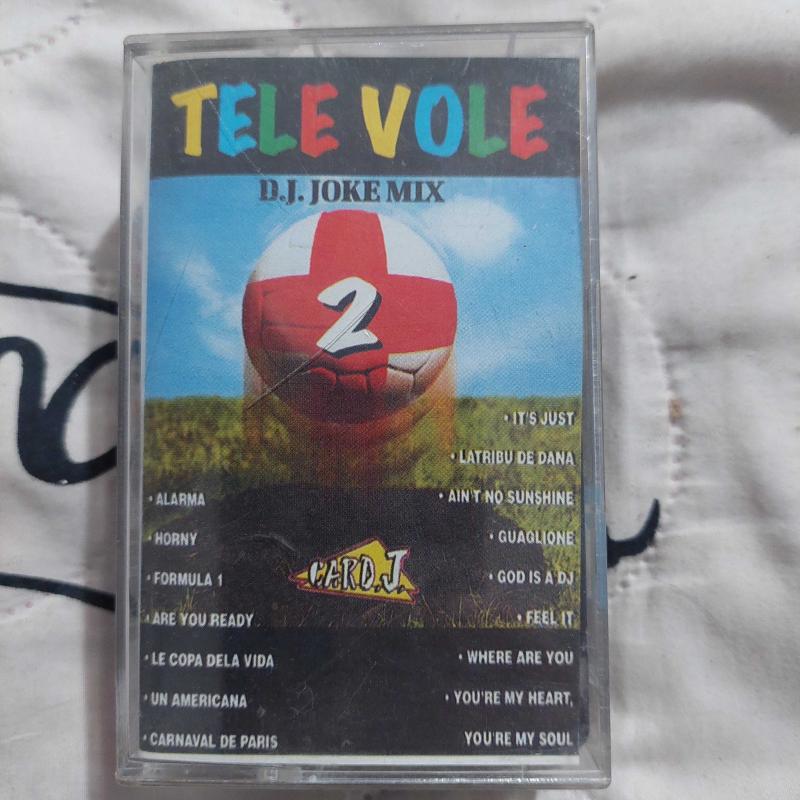 TELE VOLE
D.J. JOKE MIX
2
• IT'S JUST
• LATRIBU DE DANA
• AIN'T NO SUNSHINE
• GUAGLIONE
• GOD IS A DJ
• FEEL IT
• WHERE ARE YOU
• YOU'RE MY HEART,
YOU'RE MY SOUL
• ALARMA
• HORNY
• FORMULA 1
• ARE YOU READY
• LE COPA DELA VIDA
• UN AMERICANA
• CARNAVAL DE PARIS